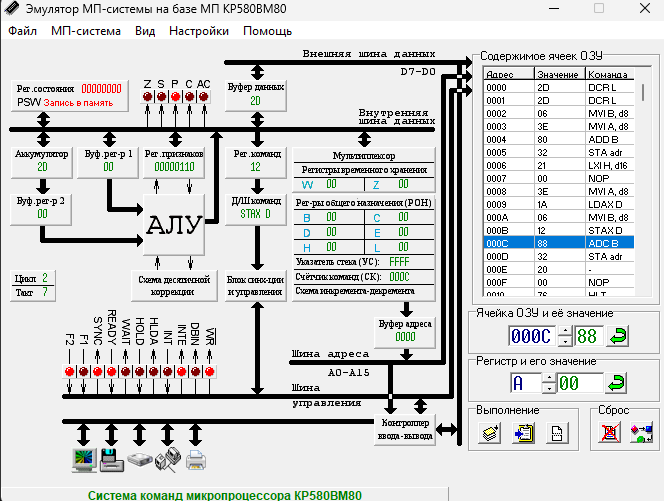 Эмулятор МП-системы на базе МП КР580ВМ80
Файл МП-система Вид Настройки Помощь
Внешняя шина данных
D7-D0
Рег.состояния 00000000
PSW Запись в память
Z S P C AC
Буфер данных
2D
Внутренняя
шина данных
Аккумулятор
2D
Буф.рег-р 1
00
Рег.признаков
00000110
Рег.команд
12
Мультиплексор
Регистры временного хранения
W 00 Z 00
Буф.рег-р 2
00
АЛУ
Д/Ш команд
STAX D
Рег-ры общего назначения (РОН)
B 00 C 00
D 00 E 00
H 00 L 00
Указатель стека (УС): FFFF
Счётчик команд (СК): 000C
Схема инкремента-декремента
Цикл 2
Такт 7
Схема десятичной
коррекции
Блок синх-ции
и управления
Буфер адреса
0000
F2 F1 SYNC READY WAIT HOLD HLDA INT INTE DBIN WR
Шина адреса
A0-A15
Шина
управления
Контроллер
ввода-вывода
Содержимое ячеек ОЗУ
Адрес Значение Команда
0000 2D DCR L
0001 2D DCR L
0002 06 MVI B, d8
0003 3E MVI A, d8
0004 80 ADD B
0005 32 STA adr
0006 21 LXI H, d16
0007 00 NOP
0008 3E MVI A, d8
0009 1A LDAX D
000A 06 MVI B, d8
000B 12 STAX D
000C 88 ADC B
000D 32 STA adr
000E 20 -
000F 00 NOP
0010 76 HLT
Ячейка ОЗУ и её значение
000C 88
Регистр и его значение
A 00
Выполнение
Сброс
Система команд микропроцессора КР580ВМ80